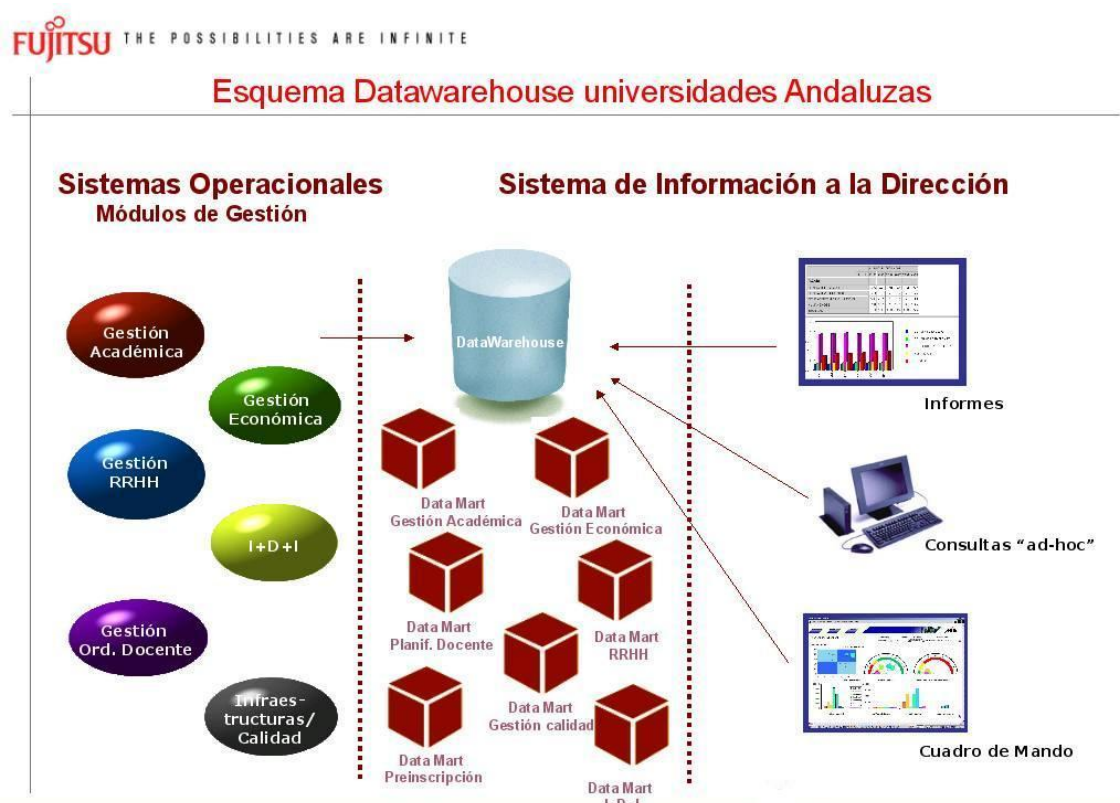 FUJITSU THE POSSIBILITIES ARE INFINITE
Esquema Datawarehouse universidades Andaluzas
Sistemas Operacionales
Módulos de Gestión
Sistema de Información a la Dirección
Gestión
Académica
Gestión
Económica
Gestión
RRHH
I+D+I
Gestión
Ord. Docente
Infraes-
tructuras/
Calidad
DataWarehouse
Data Mart
Gestión Académica
Data Mart
Gestión Económica
Data Mart
Planif. Docente
Data Mart
RRHH
Data Mart
Gestión calidad
Data Mart
Preinscripción
Data Mart
Informes
Consultas “ad-hoc”
Cuadro de Mando